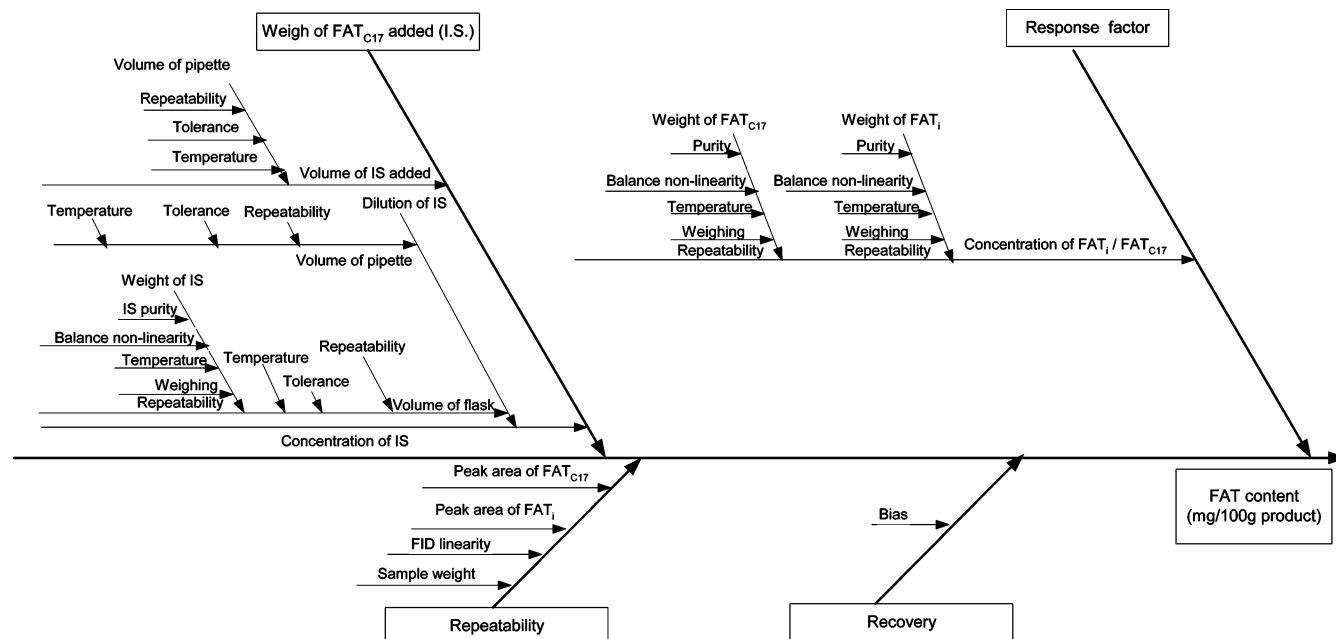 Weigh of FAT_C17 added (I.S.)
Response factor
Volume of pipette
Repeatability
Tolerance
Temperature
Volume of IS added
Dilution of IS
Temperature
Tolerance
Repeatability
Volume of pipette
Weight of IS
IS purity
Balance non-linearity
Temperature
Weighing
Repeatability
Temperature
Tolerance
Repeatability
Volume of flask
Concentration of IS
Weight of FAT_C17
Purity
Balance non-linearity
Temperature
Weighing
Repeatability
Weight of FAT_i
Purity
Balance non-linearity
Temperature
Weighing
Repeatability
Concentration of FAT_i / FAT_C17
Peak area of FAT_C17
Peak area of FAT_i
FID linearity
Sample weight
Repeatability
Bias
Recovery
FAT content
(mg/100g product)